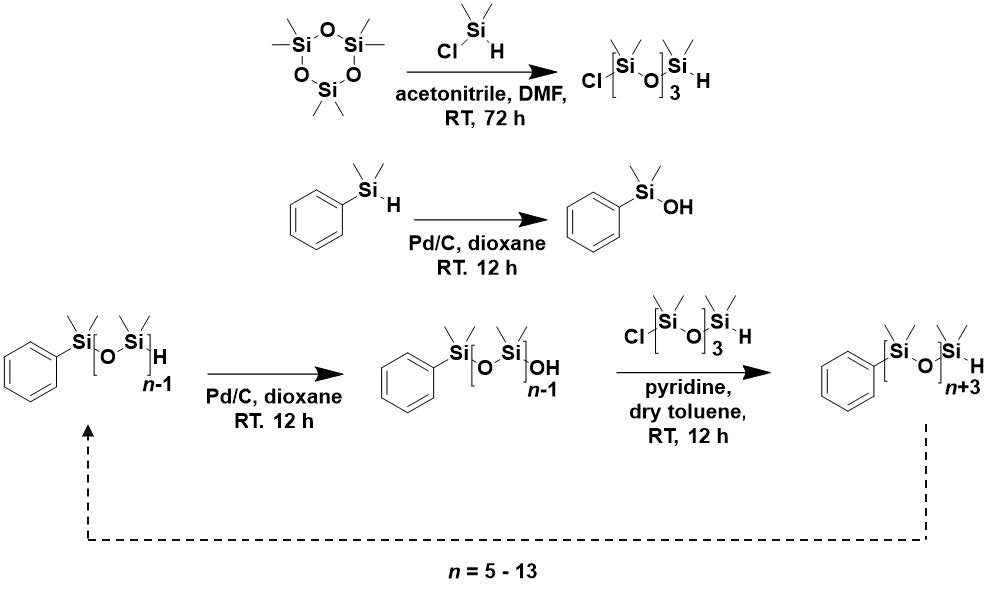 Si
O
Si
Si
O
O
Si
Cl
H
acetonitrile, DMF,
RT, 72 h
Cl
Si
O
Si
H
3
Si
H
Pd/C, dioxane
RT. 12 h
Si
OH
Si
O
Si
H
n-1
Pd/C, dioxane
RT. 12 h
Si
O
Si
OH
n-1
Cl
Si
O
Si
H
3
pyridine,
dry toluene,
RT, 12 h
Si
O
Si
H
n+3
n = 5 - 13